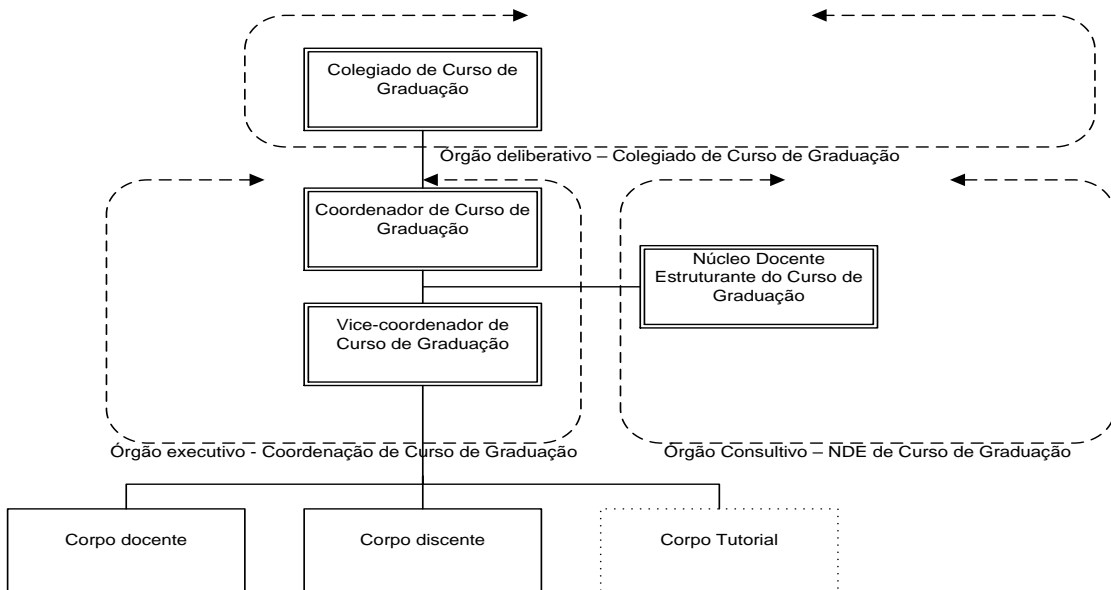 Colegiado de Curso de
Graduação
Órgão deliberativo – Colegiado de Curso de Graduação
Coordenador de Curso de
Graduação
Núcleo Docente
Estruturante do Curso de
Graduação
Vice-coordenador de
Curso de Graduação
Órgão executivo - Coordenação de Curso de Graduação
Órgão Consultivo – NDE de Curso de Graduação
Corpo docente
Corpo discente
Corpo Tutorial